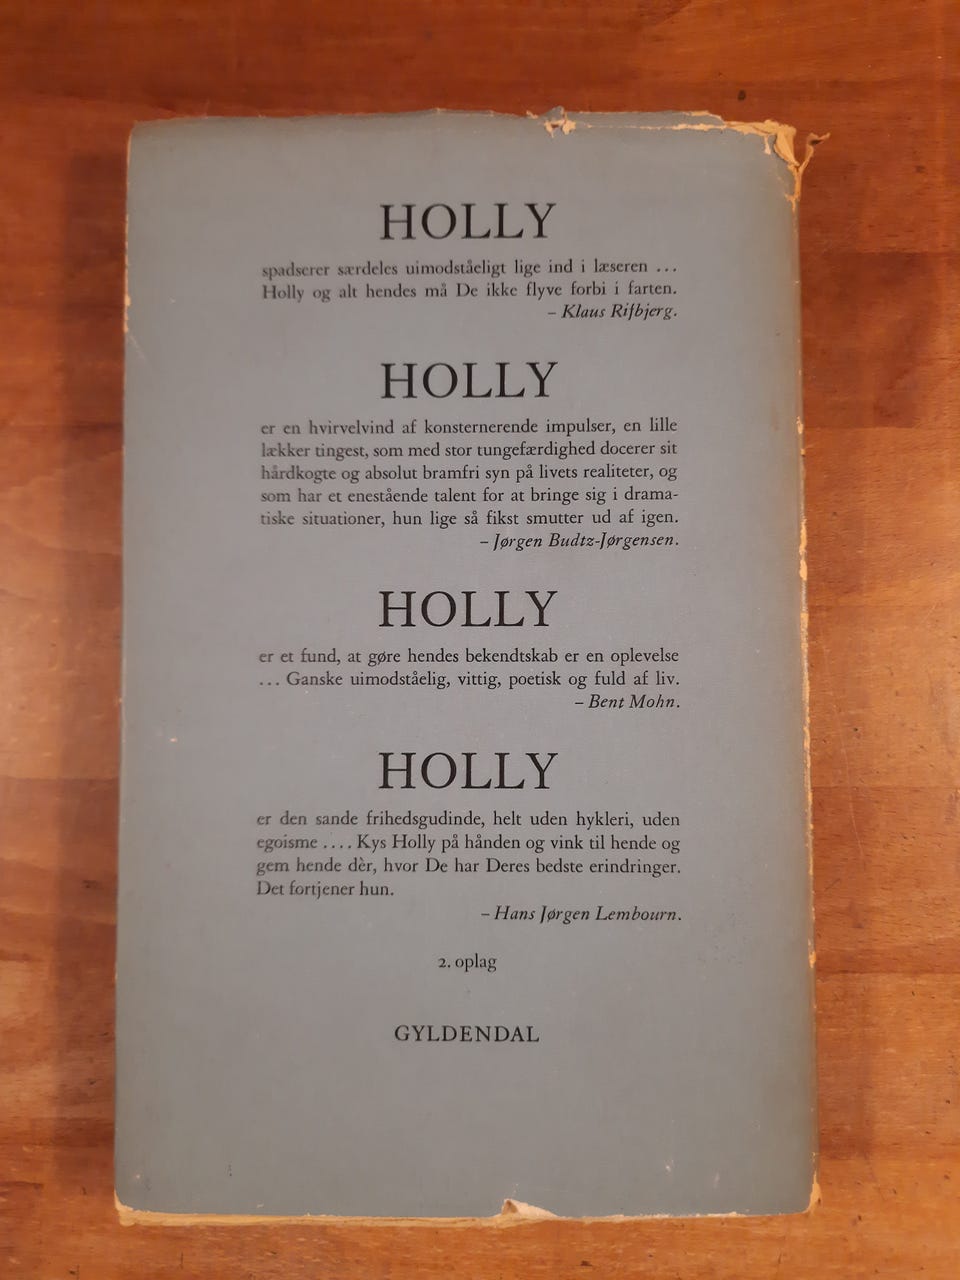 HOLLY
spadserer særdeles uimodståeligt lige ind i læseren ...
Holly og alt hendes må De ikke flyve forbi i farten.
– Klaus Rifbjerg.
HOLLY
er en hvirvelvind af konsternerende impulser, en lille
lækker tingest, som med stor tungefærdighed docerer sit
hårdkogte og absolut bramfri syn på livets realiteter, og
som har et enestående talent for at bringe sig i drama-
tiske situationer, hun lige så fikst smutter ud af igen.
– Jørgen Budtz-Jørgensen.
HOLLY
er et fund, at gøre hendes bekendtskab er en oplevelse
... Ganske uimodståelig, vittig, poetisk og fuld af liv.
– Bent Mohn.
HOLLY
er den sande frihedsgudinde, helt uden hykleri, uden
egoisme .... Kys Holly på hånden og vink til hende og
gem hende dèr, hvor De har Deres bedste erindringer.
Det fortjener hun.
– Hans Jørgen Lembourn.
2. oplag
GYLDENDAL